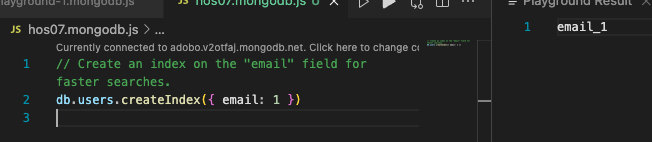 layground-1.mongodb.js
hos07.mongodb.js U
Playground Result
JS hos07.mongodb.js > ...
Currently connected to adobo.v2otfaj.mongodb.net. Click here to change co
1 // Create an index on the "email" field for
faster searches.
2 db.users.createIndex({ email: 1 })
3
1 email_1